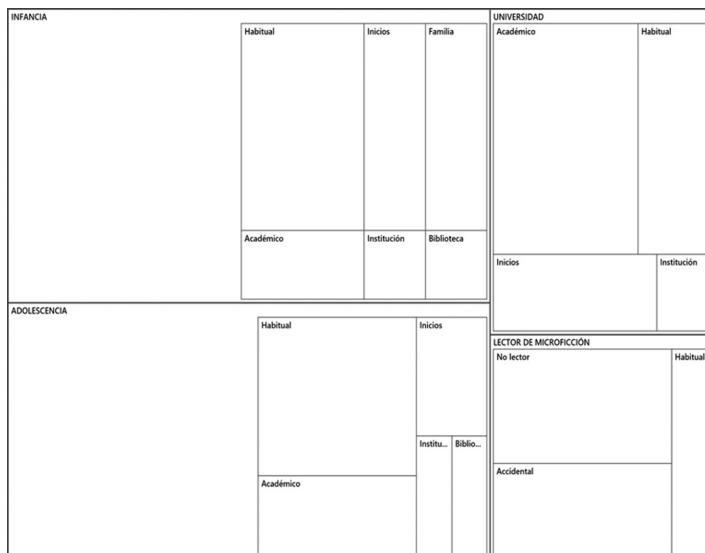 INFANCIA
Habitual
Inicios
Familia
Académico
Institución
Biblioteca
UNIVERSIDAD
Académico
Habitual
Inicios
Institución
ADOLESCENCIA
Habitual
Inicios
Institu...
Biblio...
Académico
LECTOR DE MICROFICCIÓN
No lector
Habitual
Accidental